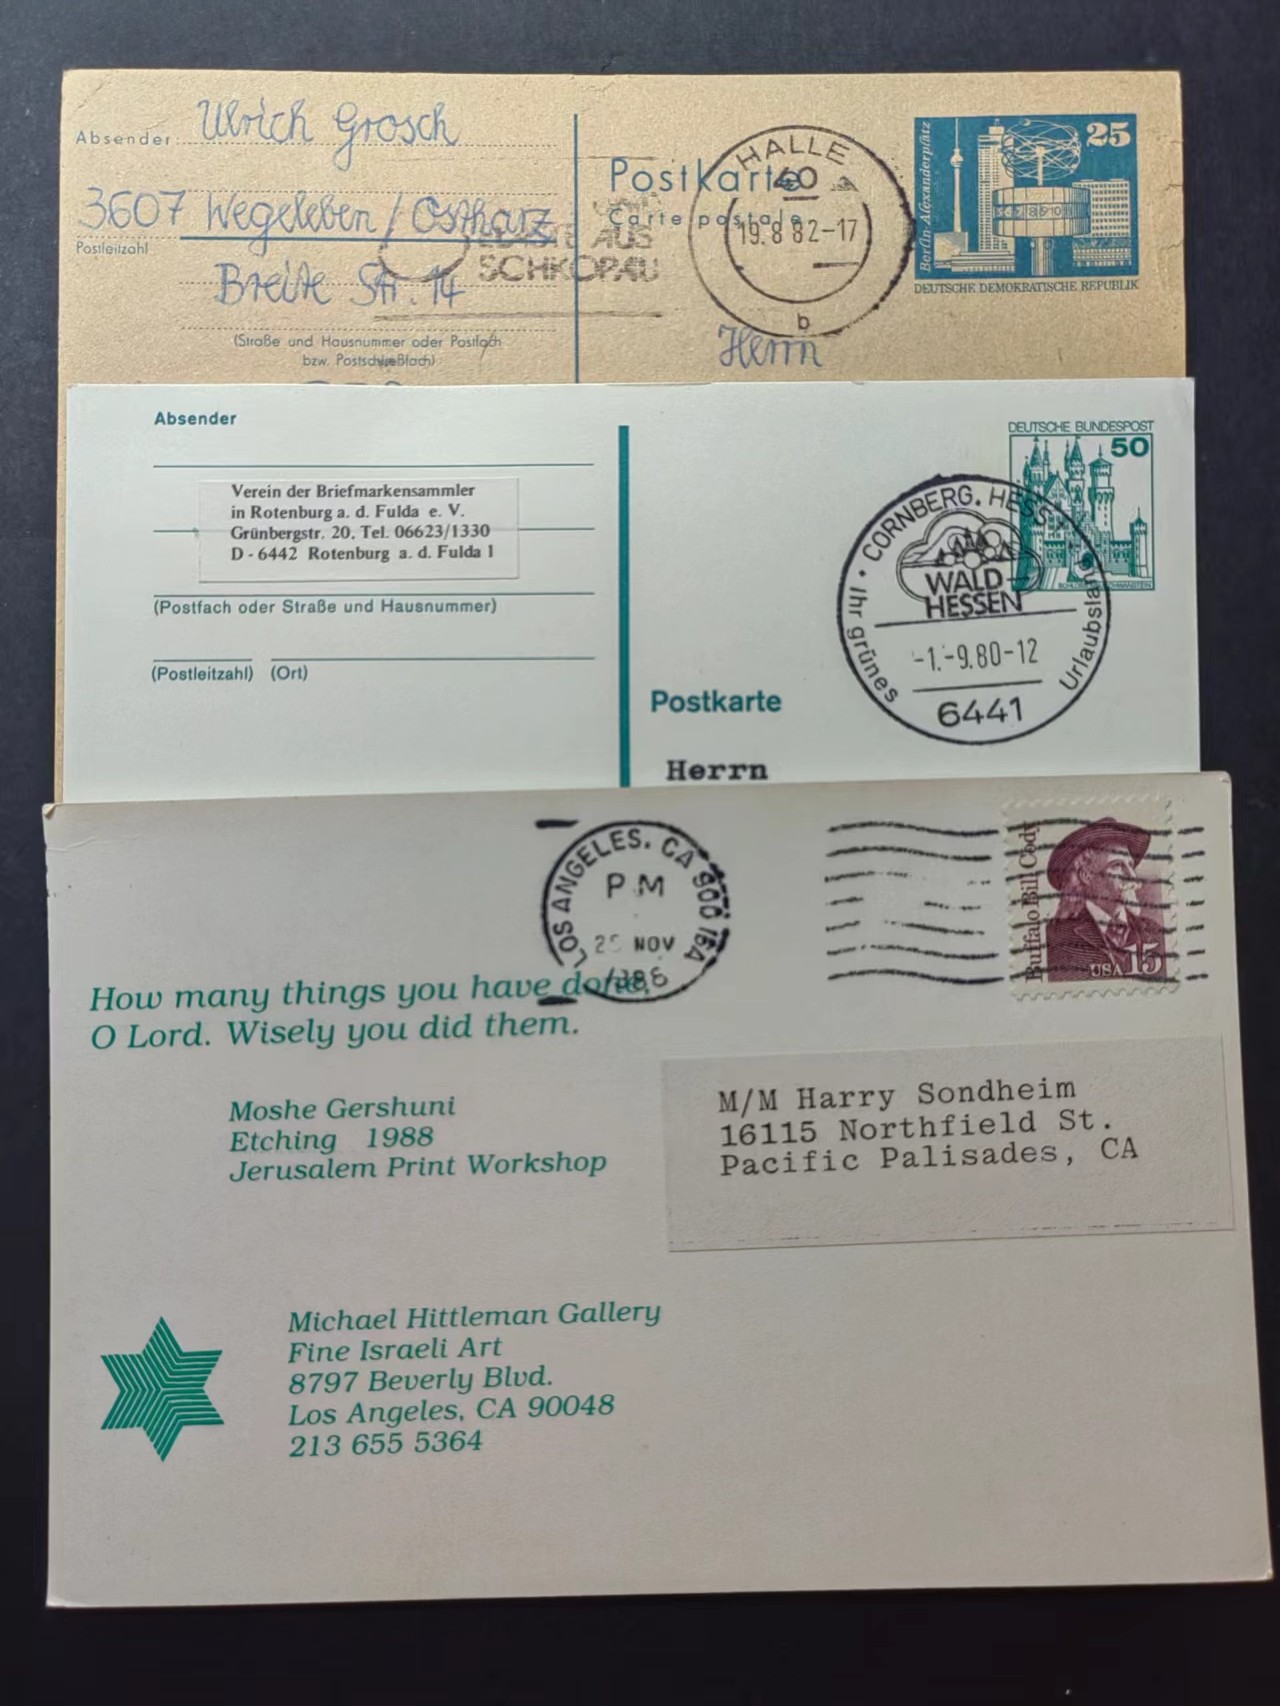 Absender: Ulrich Grosch
3607 Wegeleben / Ostharz
Postleitzahl
Breite Str. 14
(Straße und Hausnummer oder Postfach
bzw. Postschließfach)
AUS
SCHKOPAU
Postkarte
Carte postale
HALLE
40
19.8.82-17
b
Berlin-Alexanderplatz
25
DEUTSCHE DEMOKRATISCHE REPUBLIK
Herrn
Absender
Verein der Briefmarkensammler
in Rotenburg a. d. Fulda e. V.
Grünbergstr. 20, Tel. 06623/1330
D - 6442 Rotenburg a. d. Fulda 1
(Postfach oder Straße und Hausnummer)
(Postleitzahl) (Ort)
DEUTSCHE BUNDESPOST
50
CORNBERG, HESS
WALD
HESSEN
-1.-9.80-12
Ihr grünes Urlaubsland
6441
Postkarte
Herrn
LOS ANGELES, CA 900
PM
NOV
Buffalo Bill Cody
USA 15
How many things you have done,
O Lord. Wisely you did them.
Moshe Gershuni
Etching 1988
Jerusalem Print Workshop
M/M Harry Sondheim
16115 Northfield St.
Pacific Palisades, CA
Michael Hittleman Gallery
Fine Israeli Art
8797 Beverly Blvd.
Los Angeles, CA 90048
213 655 5364